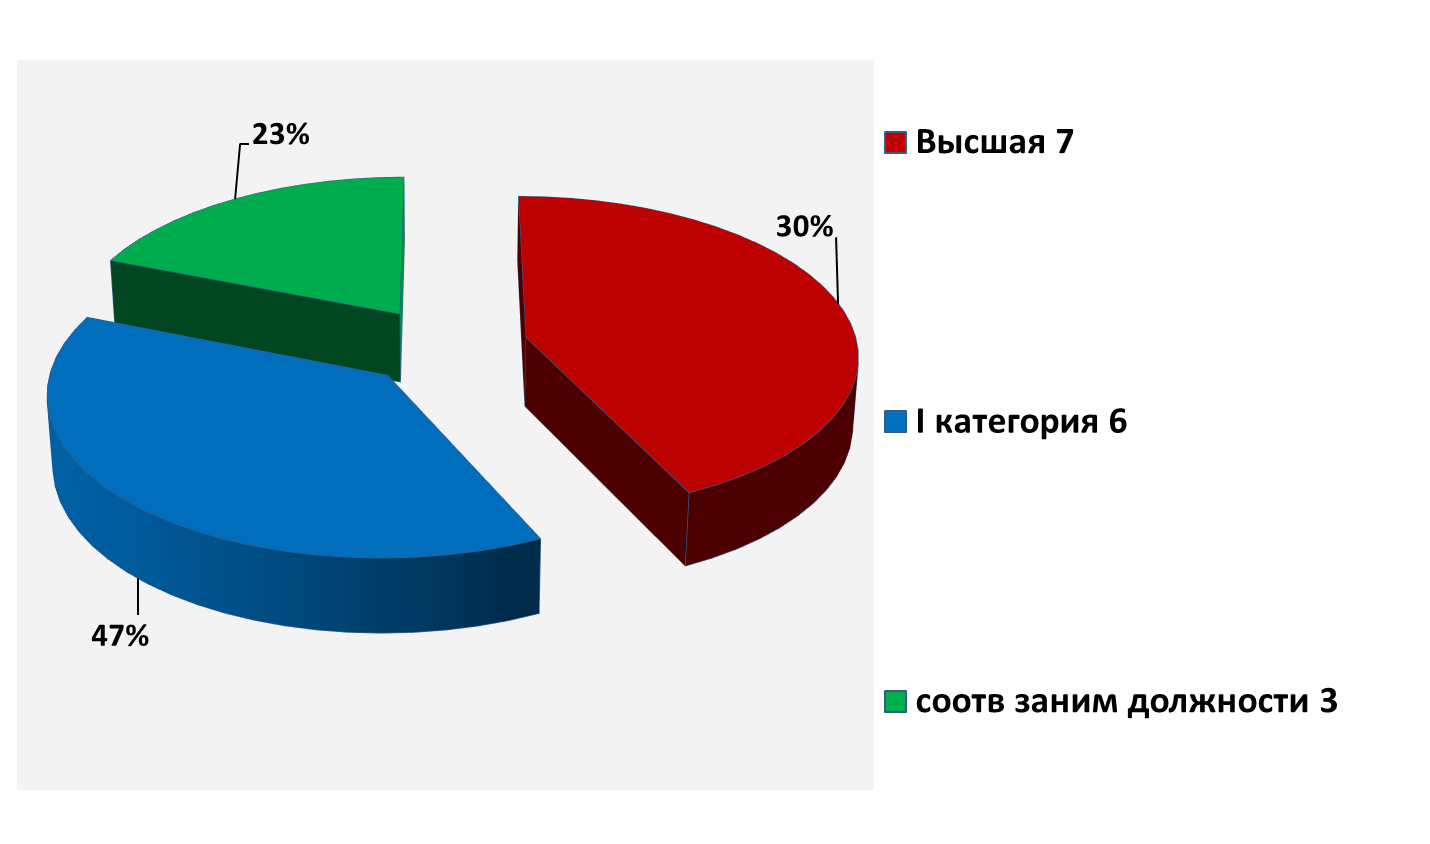 23%
30%
47%
Высшая 7
I категория 6
соотв заним должности 3